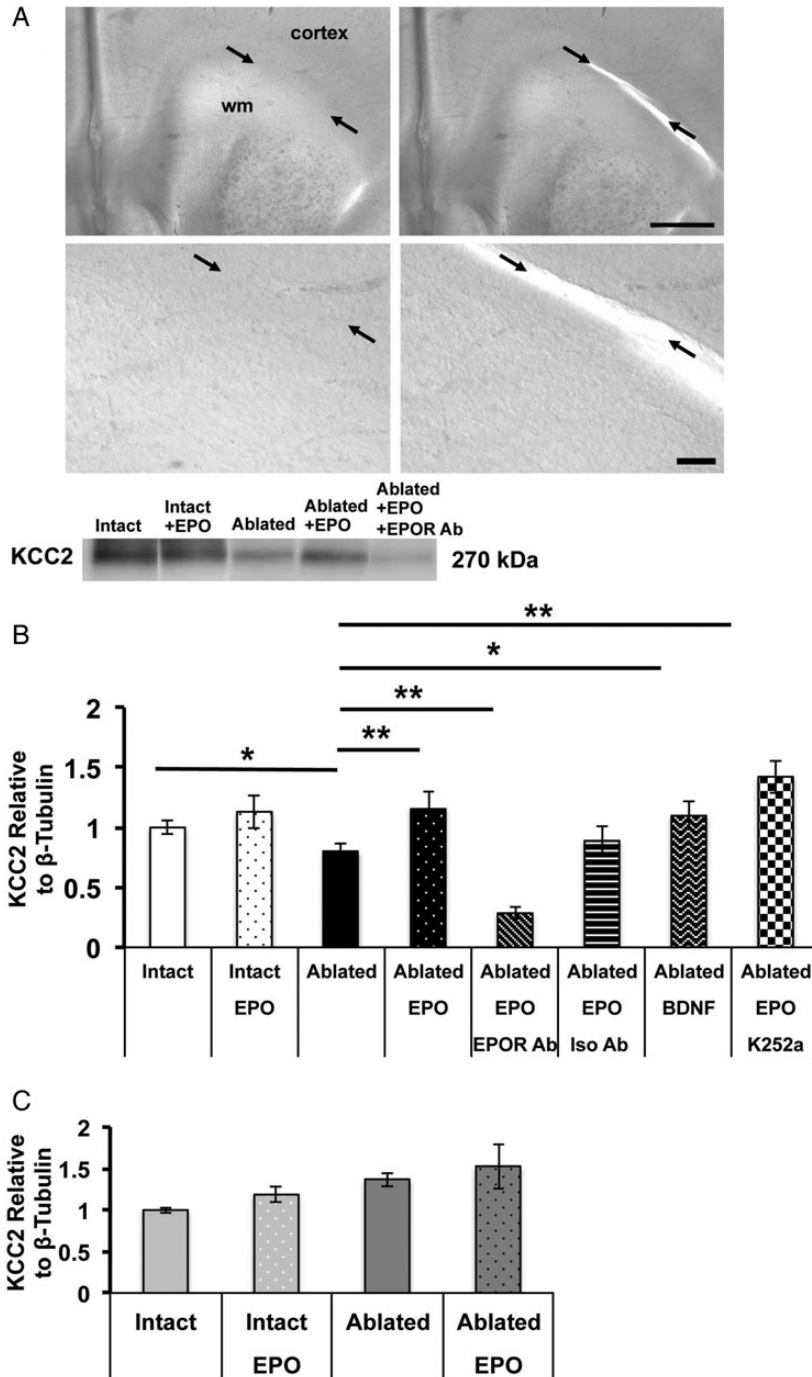 A
cortex
wm
Intact
Intact
+EPO
Ablated
Ablated
+EPO
Ablated
+EPO
+EPOR Ab
KCC2
270 kDa
B
**
*
**
*
**
KCC2 Relative
to β-Tubulin
2
1.5
1
0.5
0
Intact
Intact
EPO
Ablated
Ablated
EPO
Ablated
EPO
EPOR Ab
Ablated
EPO
Iso Ab
Ablated
BDNF
Ablated
EPO
K252a
C
KCC2 Relative
to β-Tubulin
2
1.5
1
0.5
0
Intact
Intact
EPO
Ablated
Ablated
EPO